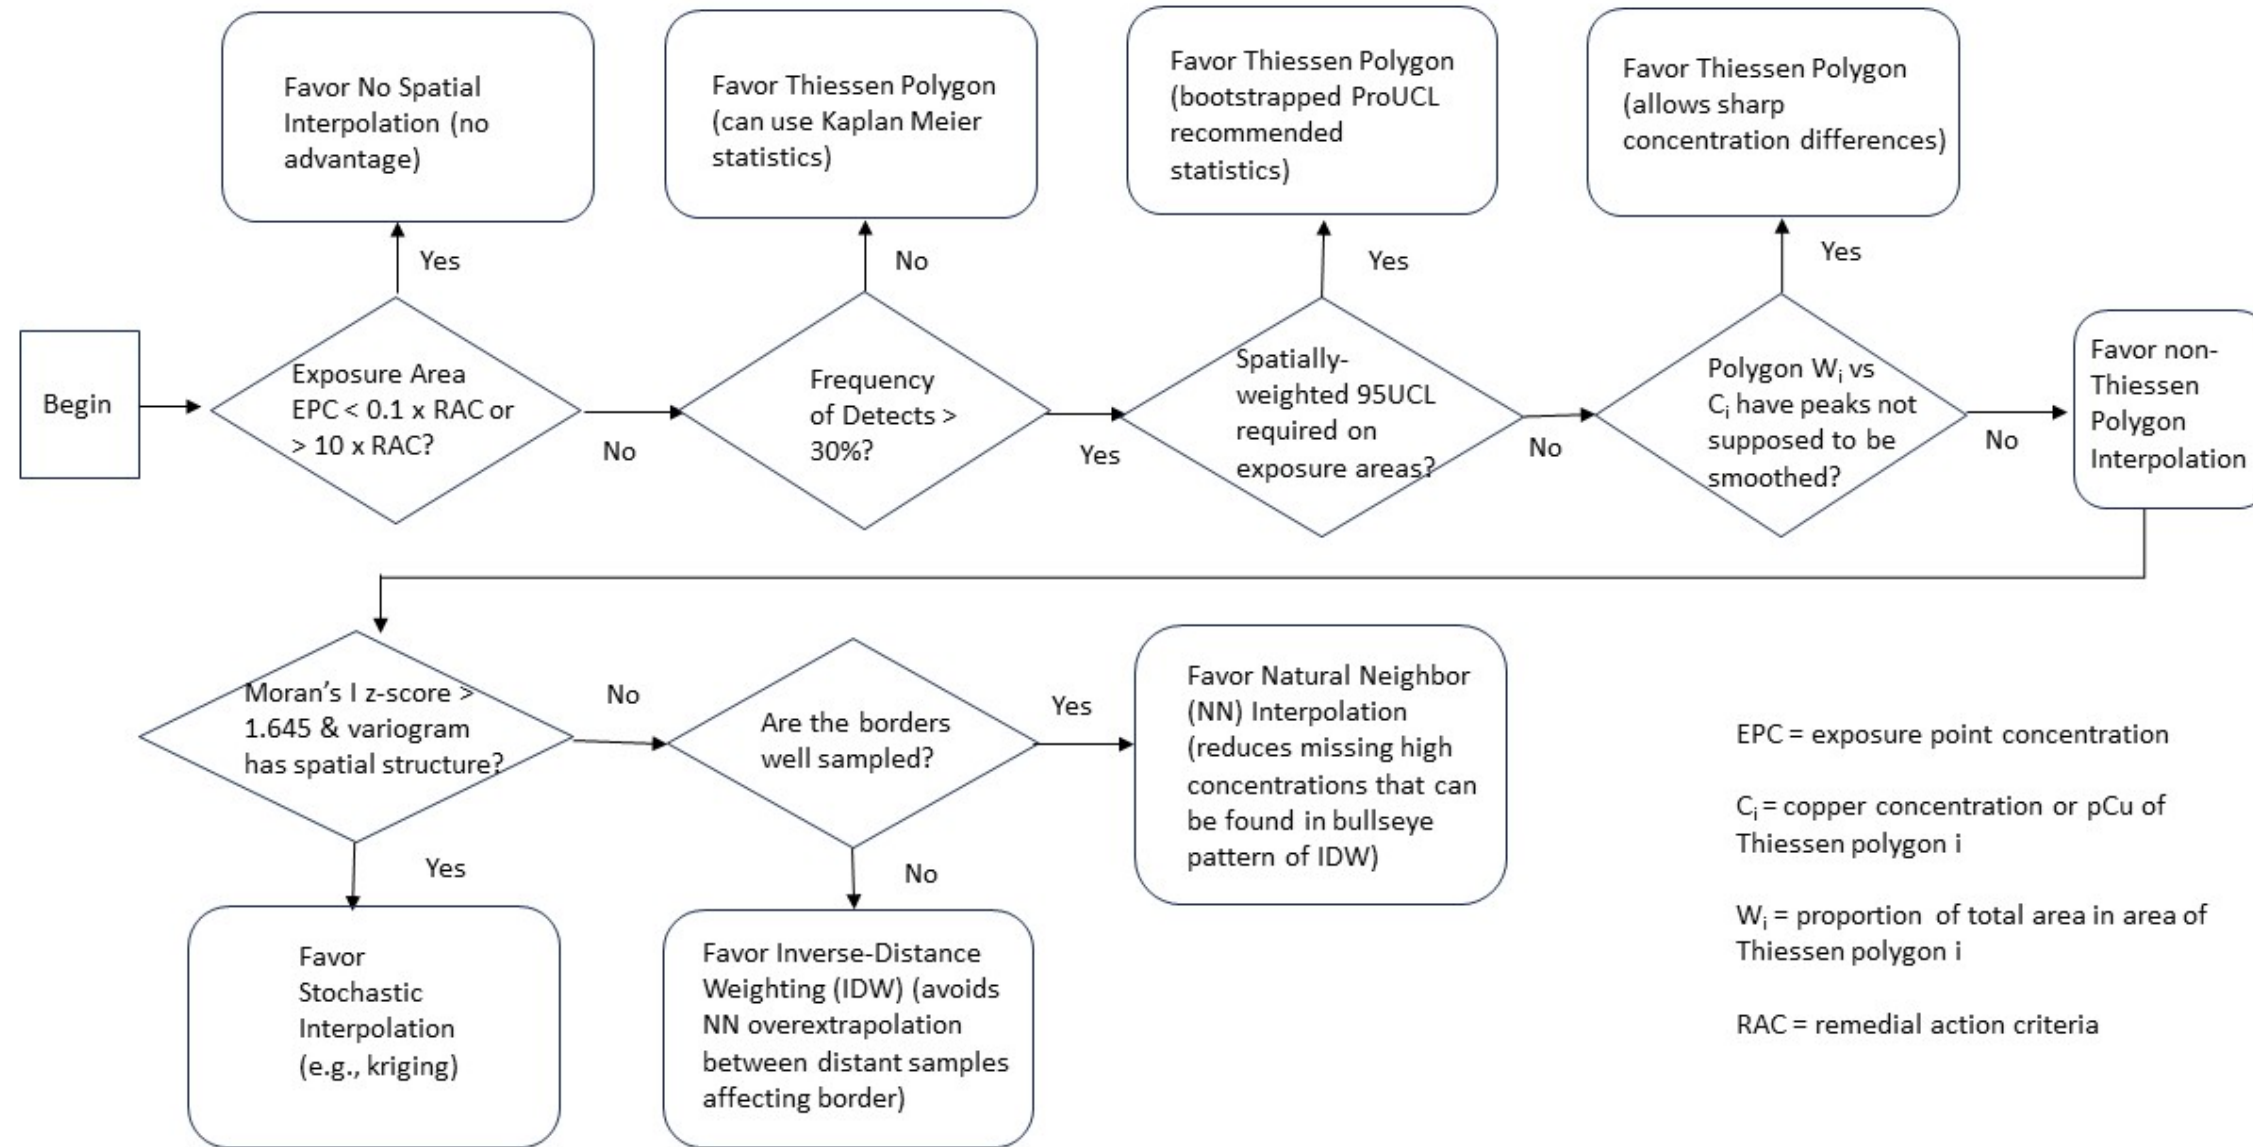 Favor No Spatial
Interpolation (no
advantage)
Favor Thiessen Polygon
(can use Kaplan Meier
statistics)
Favor Thiessen Polygon
(bootstrapped ProUCL
recommended
statistics)
Favor Thiessen Polygon
(allows sharp
concentration differences)
Yes
No
Yes
Yes
Begin
Exposure Area
EPC < 0.1 x RAC or
> 10 x RAC?
No
Frequency
of Detects >
30%?
Yes
Spatially-
weighted 95UCL
required on
exposure areas?
No
Polygon Wi vs
Ci have peaks not
supposed to be
smoothed?
No
Favor non-
Thiessen
Polygon
Interpolation
Moran’s I z-score >
1.645 & variogram
has spatial structure?
No
Are the borders
well sampled?
Yes
Favor Natural Neighbor
(NN) Interpolation
(reduces missing high
concentrations that can
be found in bullseye
pattern of IDW)
Yes
No
Favor
Stochastic
Interpolation
(e.g., kriging)
Favor Inverse-Distance
Weighting (IDW) (avoids
NN overextrapolation
between distant samples
affecting border)
EPC = exposure point concentration
Ci = copper concentration or pCu of
Thiessen polygon i
Wi = proportion of total area in area of
Thiessen polygon i
RAC = remedial action criteria